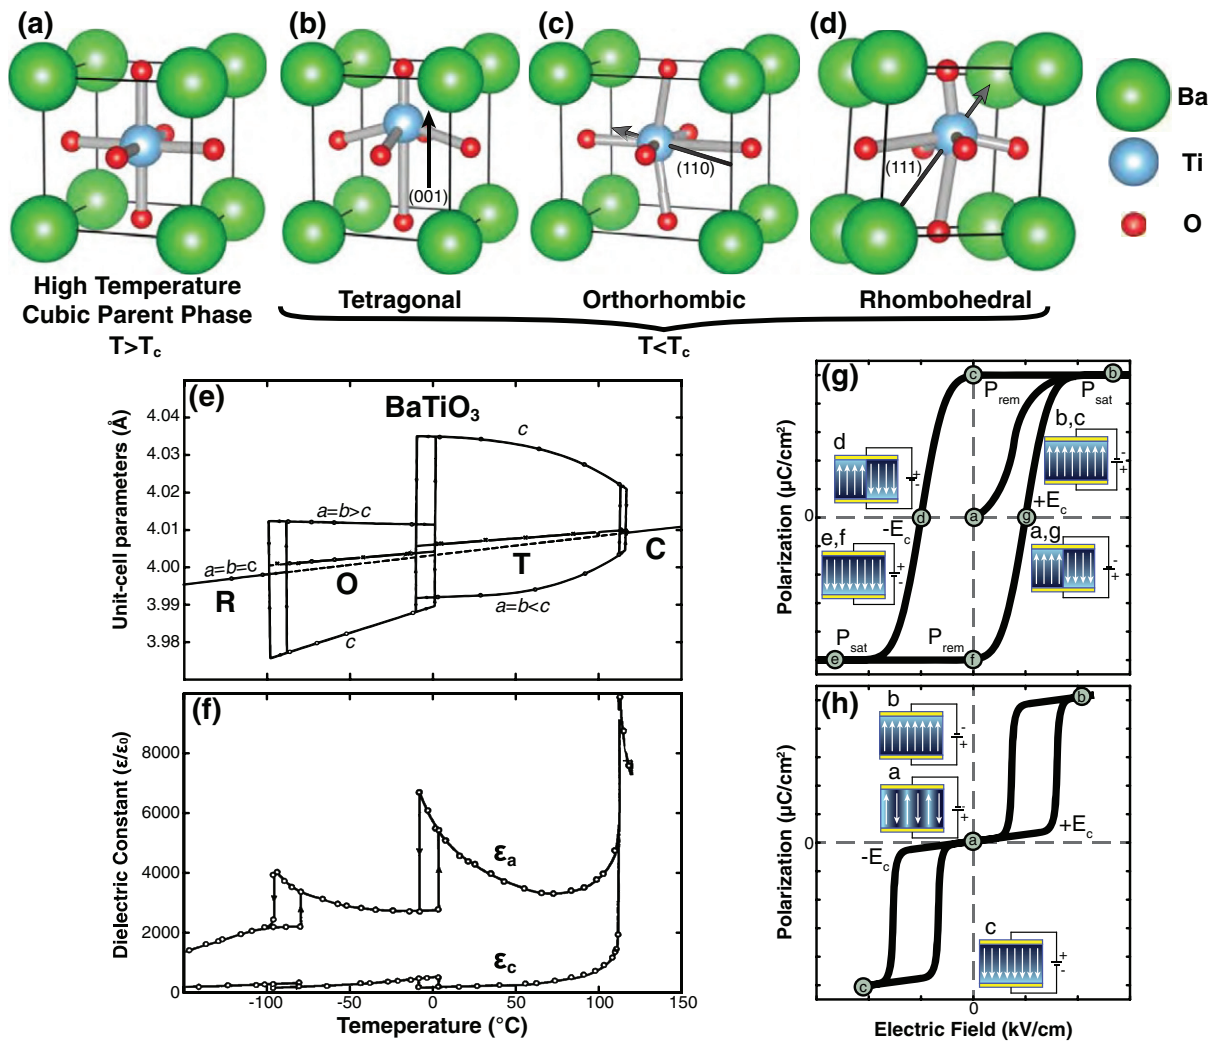 (a)
(b)
(c)
(d)
(001)
(110)
(111)
Ba
Ti
O
High Temperature
Cubic Parent Phase
T>Tc
Tetragonal
Orthorhombic
Rhombohedral
T<Tc
(e)
BaTiO3
Unit-cell parameters (Å)
4.04
4.03
4.02
4.01
4.00
3.99
3.98
c
a=b>c
a=b=c
R
O
T
C
a=b<c
c
(f)
Dielectric Constant (ε/ε0)
8000
6000
4000
2000
0
εa
εc
-100
-50
0
50
100
150
Temeperature (°C)
(g)
Polarization (µC/cm2)
0
c
b
Prem
Psat
b,c
- +
d
+ -
a
d
g
-Ec
+Ec
e,f
+ -
a,g
- +
Psat
Prem
e
f
(h)
Polarization (µC/cm2)
0
b
b
- +
a
- +
a
+Ec
-Ec
c
+ -
c
0
Electric Field (kV/cm)